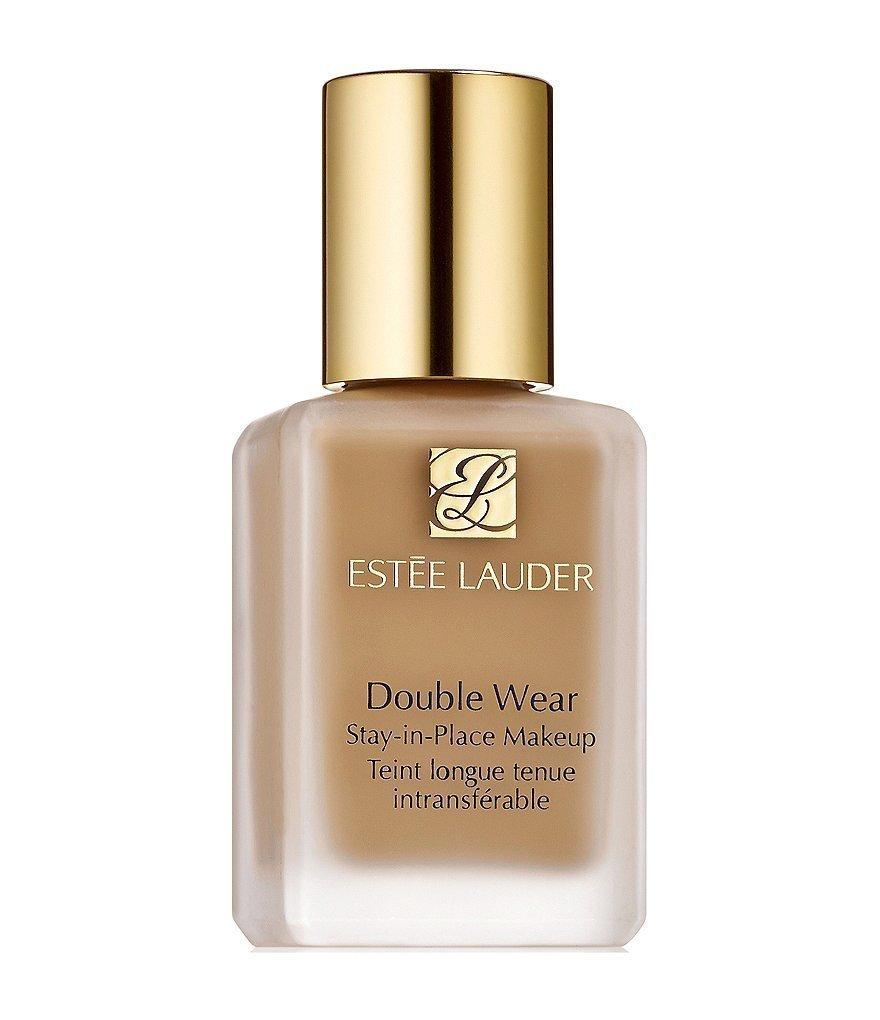 EL
ESTĒE LAUDER
Double Wear
Stay-in-Place Makeup
Teint longue tenue
intransférable